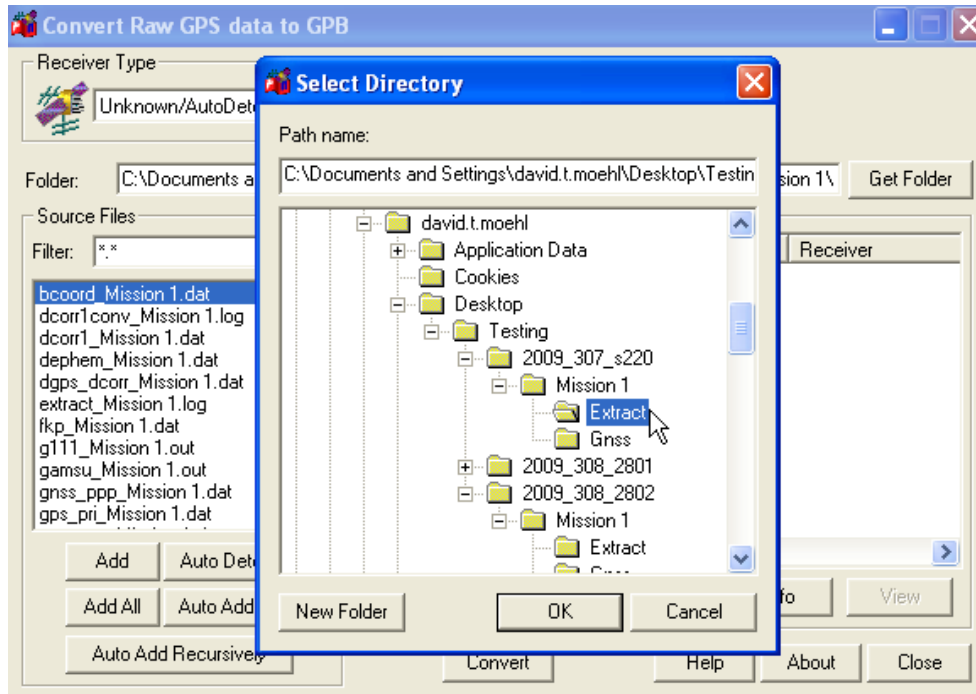 Convert Raw GPS data to GPB
Receiver Type
Unknown/AutoDet
Folder:
C:\Documents a
sion 1\
Get Folder
Source Files
Filter:
*.*
Receiver
bcoord_Mission 1.dat
dcorr1conv_Mission 1.log
dcorr1_Mission 1.dat
dephem_Mission 1.dat
dgps_dcorr_Mission 1.dat
extract_Mission 1.log
fkp_Mission 1.dat
g111_Mission 1.out
gamsu_Mission 1.out
gnss_ppp_Mission 1.dat
gps_pri_Mission 1.dat
Add
Auto Dete
Add All
Auto Add
Auto Add Recursively
Convert
fo
View
Help
About
Close
Select Directory
Path name:
C:\Documents and Settings\david.t.moehl\Desktop\Testin
david.t.moehl
Application Data
Cookies
Desktop
Testing
2009_307_s220
Mission 1
Extract
Gnss
2009_308_2801
2009_308_2802
Mission 1
Extract
New Folder
OK
Cancel